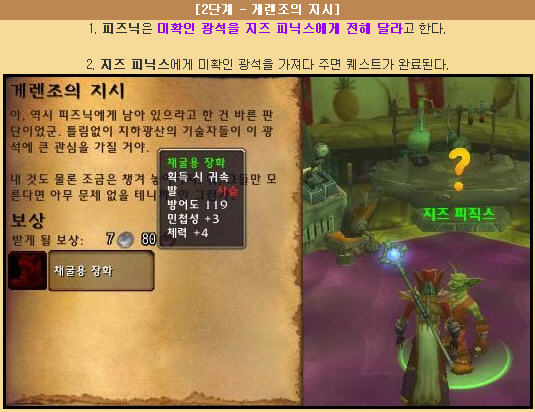 [2단계 - 게렌조의 지시]
1. 피즈닉은 미확인 광석을 지즈 피닉스에게 전해 달라고 한다.
2. 지즈 피닉스에게 미확인 광석을 가져다 주면 퀘스트가 완료된다.
게렌조의 지시
아, 역시 피즈닉에게 남아 있으라고 한 건 바른 판
단이었군. 틀림없이 지하광산의 기술자들이 이 광
석에 큰 관심을 가질 거야.
내 것도 물론 조금은 챙겨
모
른다면 아무 문제 없을 테니
채굴용 장화
획득 시 귀속
발 사슬
방어도 119
민첩성 +3
체력 +4
보상
받게 될 보상: 7 80
채굴용 장화
?
지즈 피직스